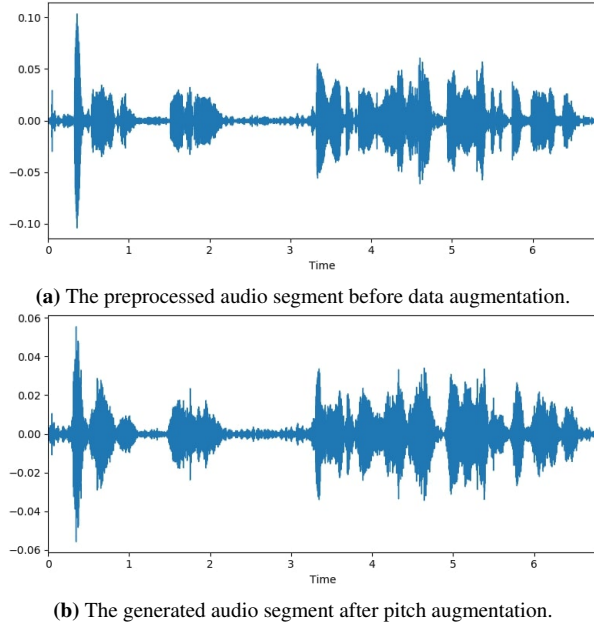 0.10
0.05
0.00
−0.05
−0.10
0 1 2 3 4 5 6
Time
(a) The preprocessed audio segment before data augmentation.
0.06
0.04
0.02
0.00
−0.02
−0.04
−0.06
0 1 2 3 4 5 6
Time
(b) The generated audio segment after pitch augmentation.